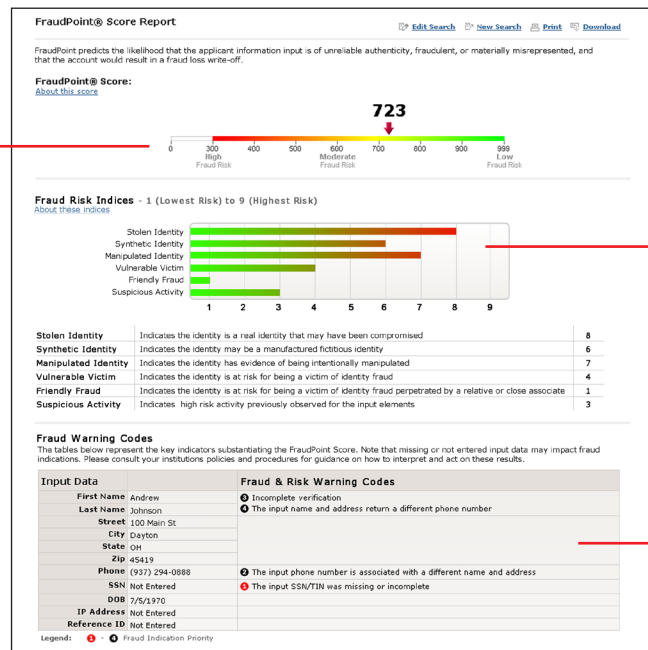 FraudPoint® Score Report
Edit Search New Search Print Download
FraudPoint predicts the likelihood that the applicant information input is of unreliable authenticity, fraudulent, or materially misrepresented, and
that the account would result in a fraud loss write-off.
FraudPoint® Score:
About this score
723
0 300 400 500 600 700 800 900 999
High Moderate Low
Fraud Risk Fraud Risk Fraud Risk
Fraud Risk Indices - 1 (Lowest Risk) to 9 (Highest Risk)
About these indices
Stolen Identity
Synthetic Identity
Manipulated Identity
Vulnerable Victim
Friendly Fraud
Suspicious Activity
1 2 3 4 5 6 7 8 9
Stolen Identity Indicates the identity is a real identity that may have been compromised 8
Synthetic Identity Indicates the identity may be a manufactured fictitious identity 6
Manipulated Identity Indicates the identity has evidence of being intentionally manipulated 7
Vulnerable Victim Indicates the identity is at risk for being a victim of identity fraud 4
Friendly Fraud Indicates the identity is at risk for being a victim of identity fraud perpetrated by a relative or close associate 1
Suspicious Activity Indicates high risk activity previously observed for the input elements 3
Fraud Warning Codes
The tables below represent the key indicators substantiating the FraudPoint Score. Note that missing or not entered input data may impact fraud
indications. Please consult your institutions policies and procedures for guidance on how to interpret and act on these results.
Input Data Fraud & Risk Warning Codes
First Name Andrew 3 Incomplete verification
Last Name Johnson 4 The input name and address return a different phone number
Street 100 Main St
City Dayton
State OH
Zip 45419
Phone (937) 294-0888 2 The input phone number is associated with a different name and address
SSN Not Entered 1 The input SSN/TIN was missing or incomplete
DOB 7/5/1970
IP Address Not Entered
Reference ID Not Entered
Legend: 1 - 4 Fraud Indication Priority